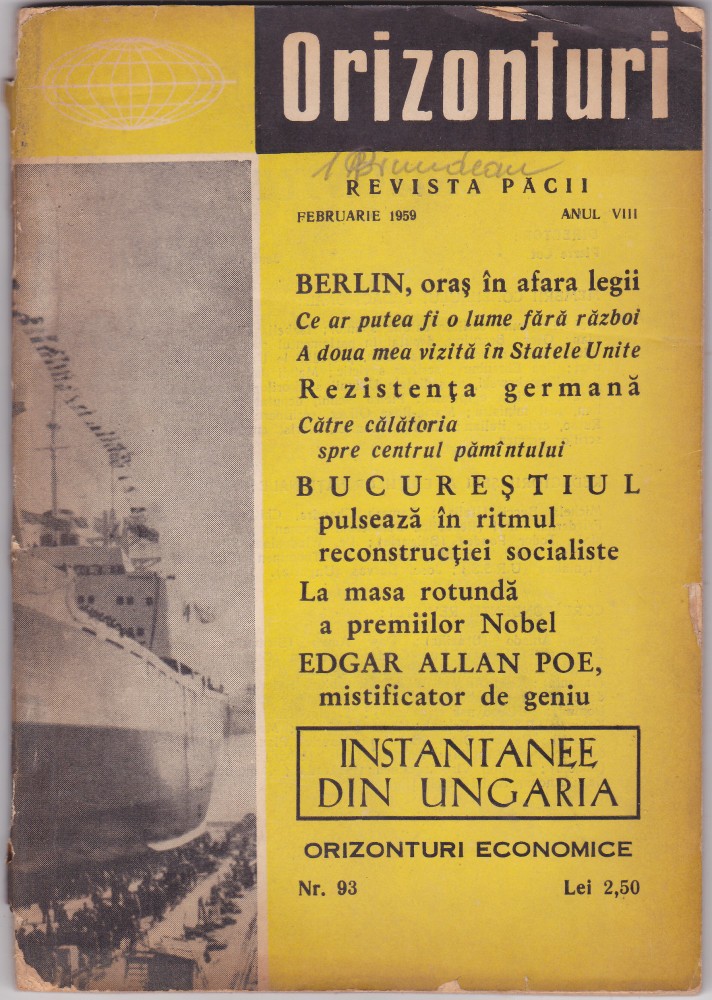 Orizonturi
REVISTA PĂCII
FEBRUARIE 1959 ANUL VIII
BERLIN, oraş în afara legii
Ce ar putea fi o lume fără război
A doua mea vizită în Statele Unite
Rezistenţa germană
Către călătoria
spre centrul pămîntului
BUCUREŞTIUL
pulsează în ritmul
reconstrucţiei socialiste
La masa rotundă
a premiilor Nobel
EDGAR ALLAN POE,
mistificator de geniu
INSTANTANEE
DIN UNGARIA
ORIZONTURI ECONOMICE
Nr. 93 Lei 2,50